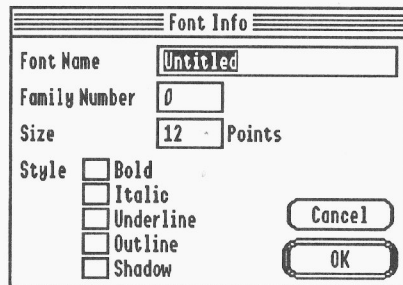 Font Info
Font Name Untitled
Family Number 0
Size 12 Points
Style Bold
Italic
Underline
Outline
Shadow
Cancel
OK